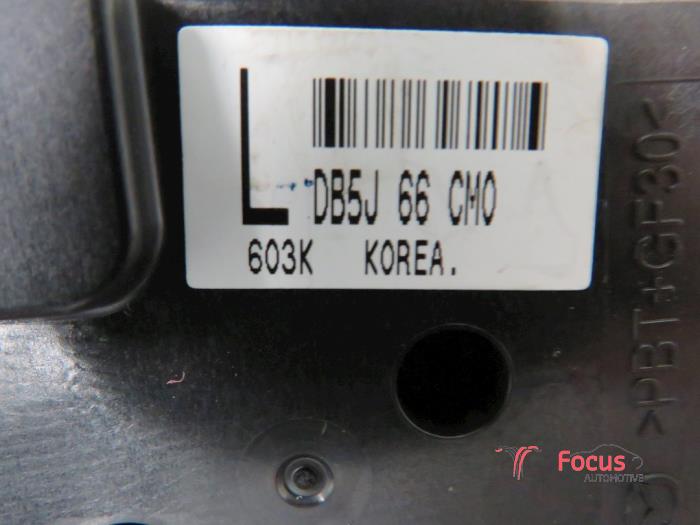 L
DB5J 66 CM0
603K KOREA.
>PBT+GF30<
Focus
AUTOMOTIVE